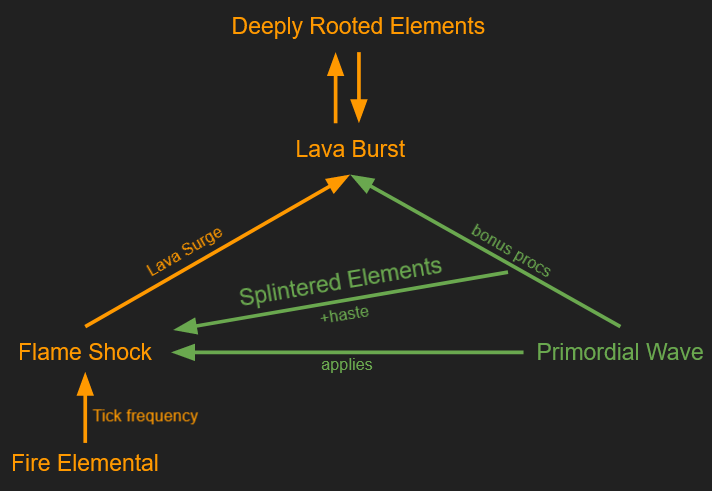 Deeply Rooted Elements
Lava Burst
Lava Surge
bonus procs
Splintered Elements
+haste
Flame Shock
Primordial Wave
applies
Tick frequency
Fire Elemental